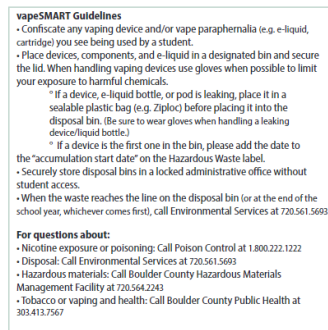 vapeSMART Guidelines
• Confiscate any vaping device and/or vape paraphernalia (e.g. e-liquid,
cartridge) you see being used by a student.
• Place devices, components, and e-liquid in a designated bin and secure
the lid. When handling vaping devices use gloves when possible to limit
your exposure to harmful chemicals.
° If a device, e-liquid bottle, or pod is leaking, place it in a
sealable plastic bag (e.g. Ziploc) before placing it into the
disposal bin. (Be sure to wear gloves when handling a leaking
device/liquid bottle.)
° If a device is the first one in the bin, please add the date to
the "accumulation start date" on the Hazardous Waste label.
• Securely store disposal bins in a locked administrative office without
student access.
• When the waste reaches the line on the disposal bin (or at the end of the
school year, whichever comes first), call Environmental Services at 720.561.5693
For questions about:
• Nicotine exposure or poisoning: Call Poison Control at 1.800.222.1222
• Disposal: Call Environmental Services at 720.561.5693
• Hazardous materials: Call Boulder County Hazardous Materials
Management Facility at 720.564.2243
• Tobacco or vaping and health: Call Boulder County Public Health at
303.413.7567